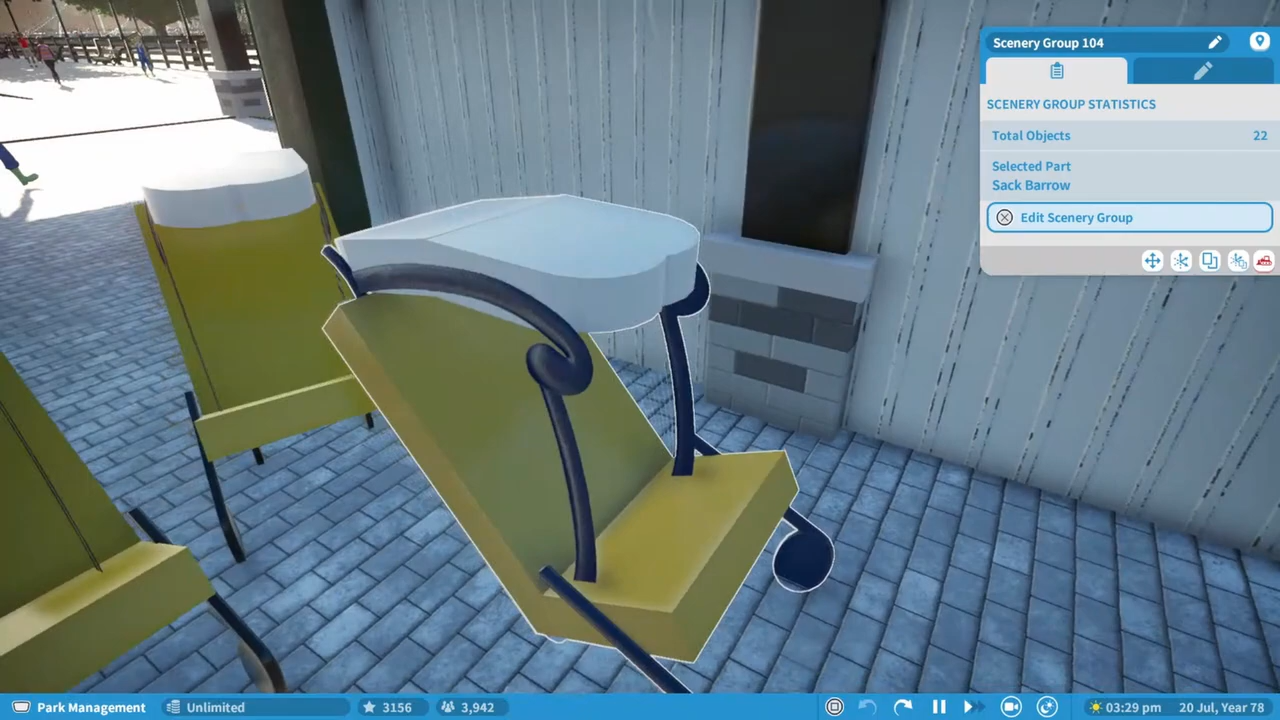 Scenery Group 104
SCENERY GROUP STATISTICS
Total Objects 22
Selected Part
Sack Barrow
Edit Scenery Group
Park Management
Unlimited
3156
3,942
03:29 pm
20 Jul, Year 78